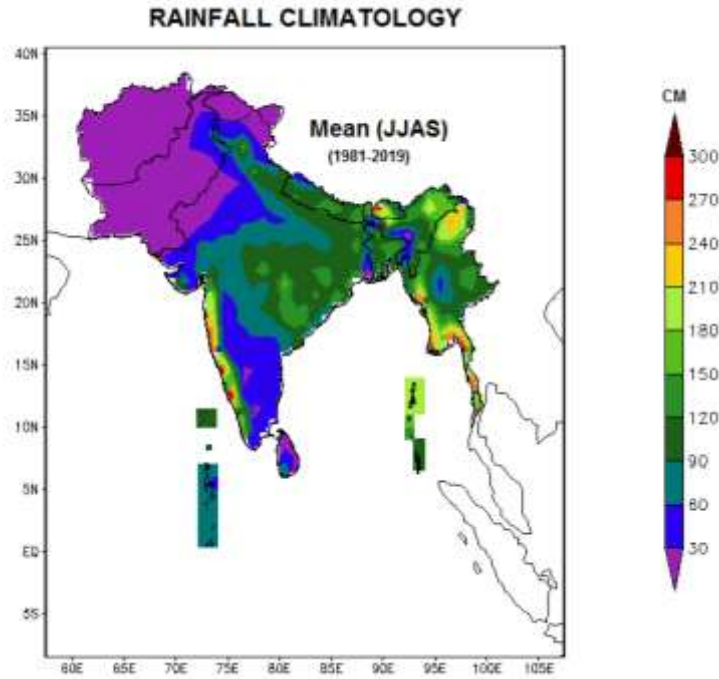 RAINFALL CLIMATOLOGY
Mean (JJAS)
(1981-2019)
40N
35N
30N
25N
20N
15N
10N
5N
EQ
5S
60E
65E
70E
75E
80E
85E
90E
95E
100E
105E
CM
300
270
240
210
180
150
120
90
60
30